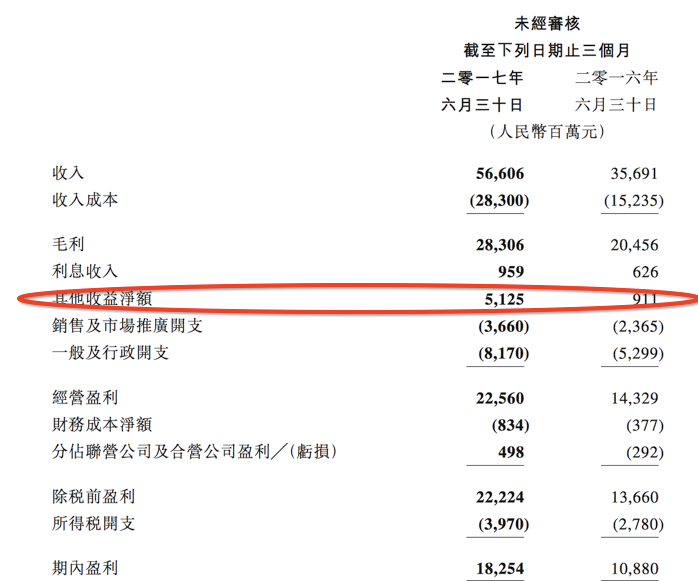 未經審核
截至下列日期止三個月
二零一七年 二零一六年
六月三十日 六月三十日
（人民幣百萬元）
收入 56,606 35,691
收入成本 (28,300) (15,235)
毛利 28,306 20,456
利息收入 959 626
其他收益淨額 5,125 911
銷售及市場推廣開支 (3,660) (2,365)
一般及行政開支 (8,170) (5,299)
經營盈利 22,560 14,329
財務成本淨額 (834) (377)
分佔聯營公司及合營公司盈利／（虧損） 498 (292)
除税前盈利 22,224 13,660
所得税開支 (3,970) (2,780)
期內盈利 18,254 10,880